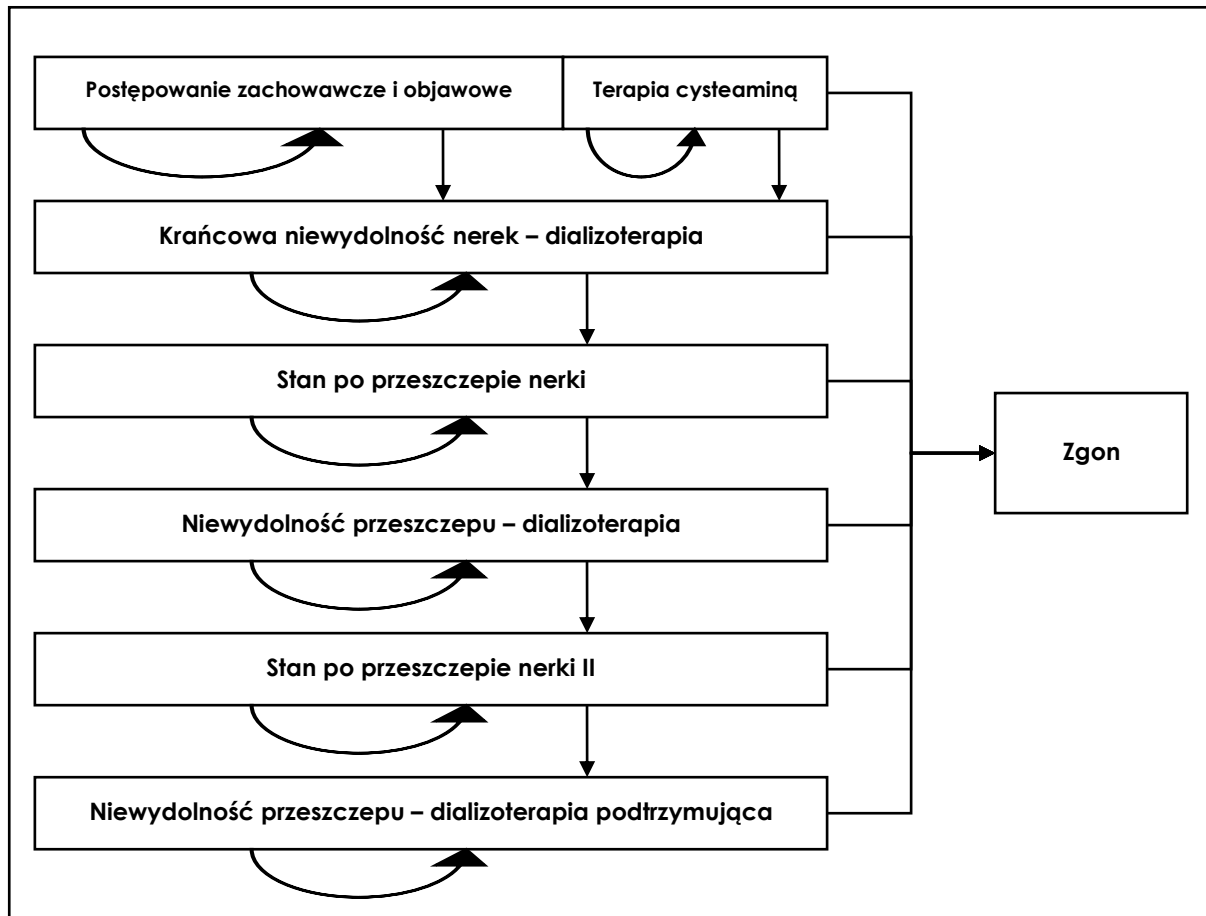 Postępowanie zachowawcze i objawowe
Terapia cysteaminą
Krańcowa niewydolność nerek – dializoterapia
Stan po przeszczepie nerki
Niewydolność przeszczepu – dializoterapia
Zgon
Stan po przeszczepie nerki II
Niewydolność przeszczepu – dializoterapia podtrzymująca